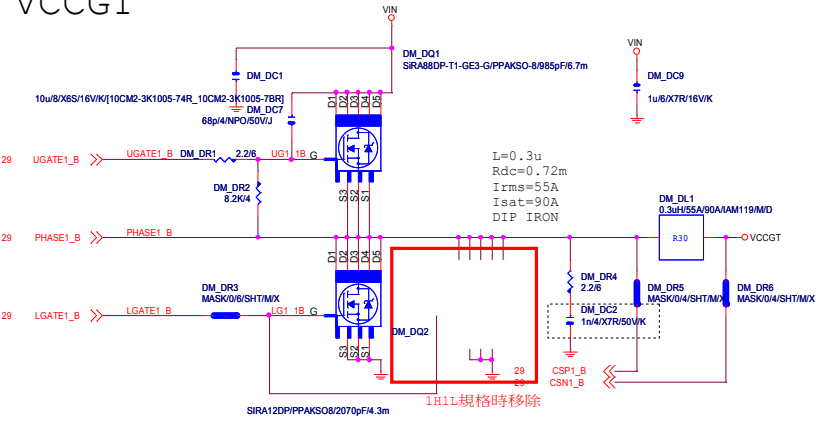 VCCGT
VIN
DM_DQ1
SiRA88DP-T1-GE3-G/PPAKSO-8/985pF/6.7m
VIN
DM_DC1
10u/8/X6S/16V/K/[10CM2-3K1005-74R_10CM2-3K1005-7BR]
DM_DC7
68p/4/NPO/50V/J
DM_DC9
1u/6/X7R/16V/K
D1
D2
D3
D4
D5
29 UGATE1_B UGATE1_B DM_DR1 2.2/6 UG1_1B G
DM_DR2
8.2K/4
S3
S2
S1
L=0.3u
Rdc=0.72m
Irms=55A
Isat=90A
DIP IRON
DM_DL1
0.3uH/55A/90A/IAM119/M/D
R30
VCCGT
29 PHASE1_B PHASE1_B
D1
D2
D3
D4
D5
DM_DR3
MASK/0/6/SHT/M/X
29 LGATE1_B LGATE1_B LG1_1B G
DM_DQ2
S3
S2
S1
DM_DR4
2.2/6
DM_DC2
1n/4/X7R/50V/K
DM_DR5
MASK/0/4/SHT/M/X
DM_DR6
MASK/0/4/SHT/M/X
29 CSP1_B
29 CSN1_B
1H1L規格時移除
SIRA12DP/PPAKSO8/2070pF/4.3m